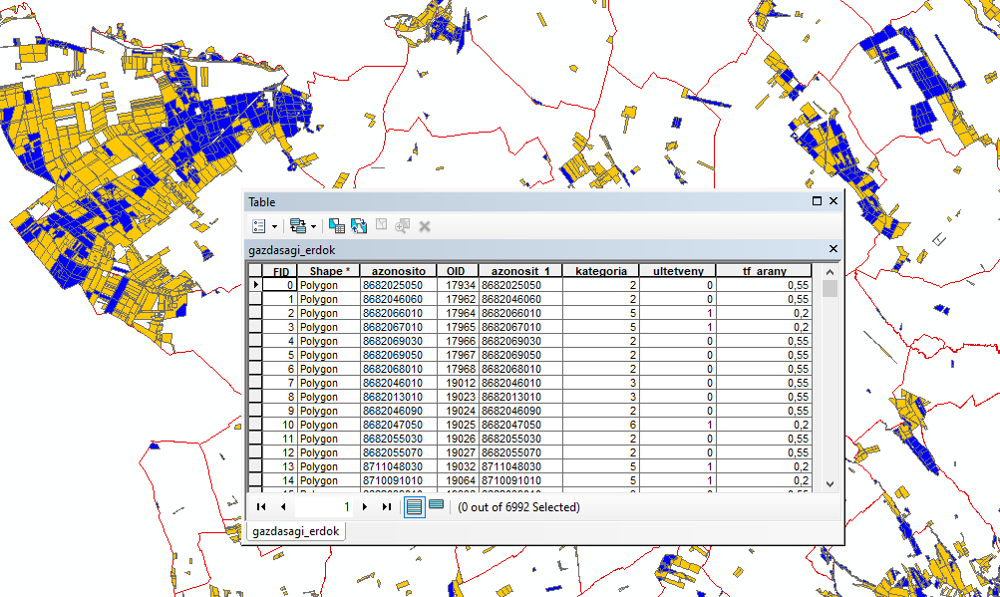 Table
gazdasagi_erdok
FID Shape * azonosito OID azonosit_1 kategoria ultetveny tf_arany
0 Polygon 8682025050 17934 8682025050 2 0 0,55
1 Polygon 8682046060 17962 8682046060 2 0 0,55
2 Polygon 8682066010 17964 8682066010 5 1 0,2
3 Polygon 8682067010 17965 8682067010 5 1 0,2
4 Polygon 8682069030 17966 8682069030 2 0 0,55
5 Polygon 8682069050 17967 8682069050 2 0 0,55
6 Polygon 8682068010 17968 8682068010 2 0 0,55
7 Polygon 8682046010 19012 8682046010 3 0 0,55
8 Polygon 8682013010 19023 8682013010 3 0 0,55
9 Polygon 8682046090 19024 8682046090 2 0 0,55
10 Polygon 8682047050 19025 8682047050 6 1 0,2
11 Polygon 8682055030 19026 8682055030 2 0 0,55
12 Polygon 8682055070 19027 8682055070 2 0 0,55
13 Polygon 8711048030 19032 8711048030 5 1 0,2
14 Polygon 8710091010 19064 8710091010 5 1 0,2
1 (0 out of 6992 Selected)
gazdasagi_erdok